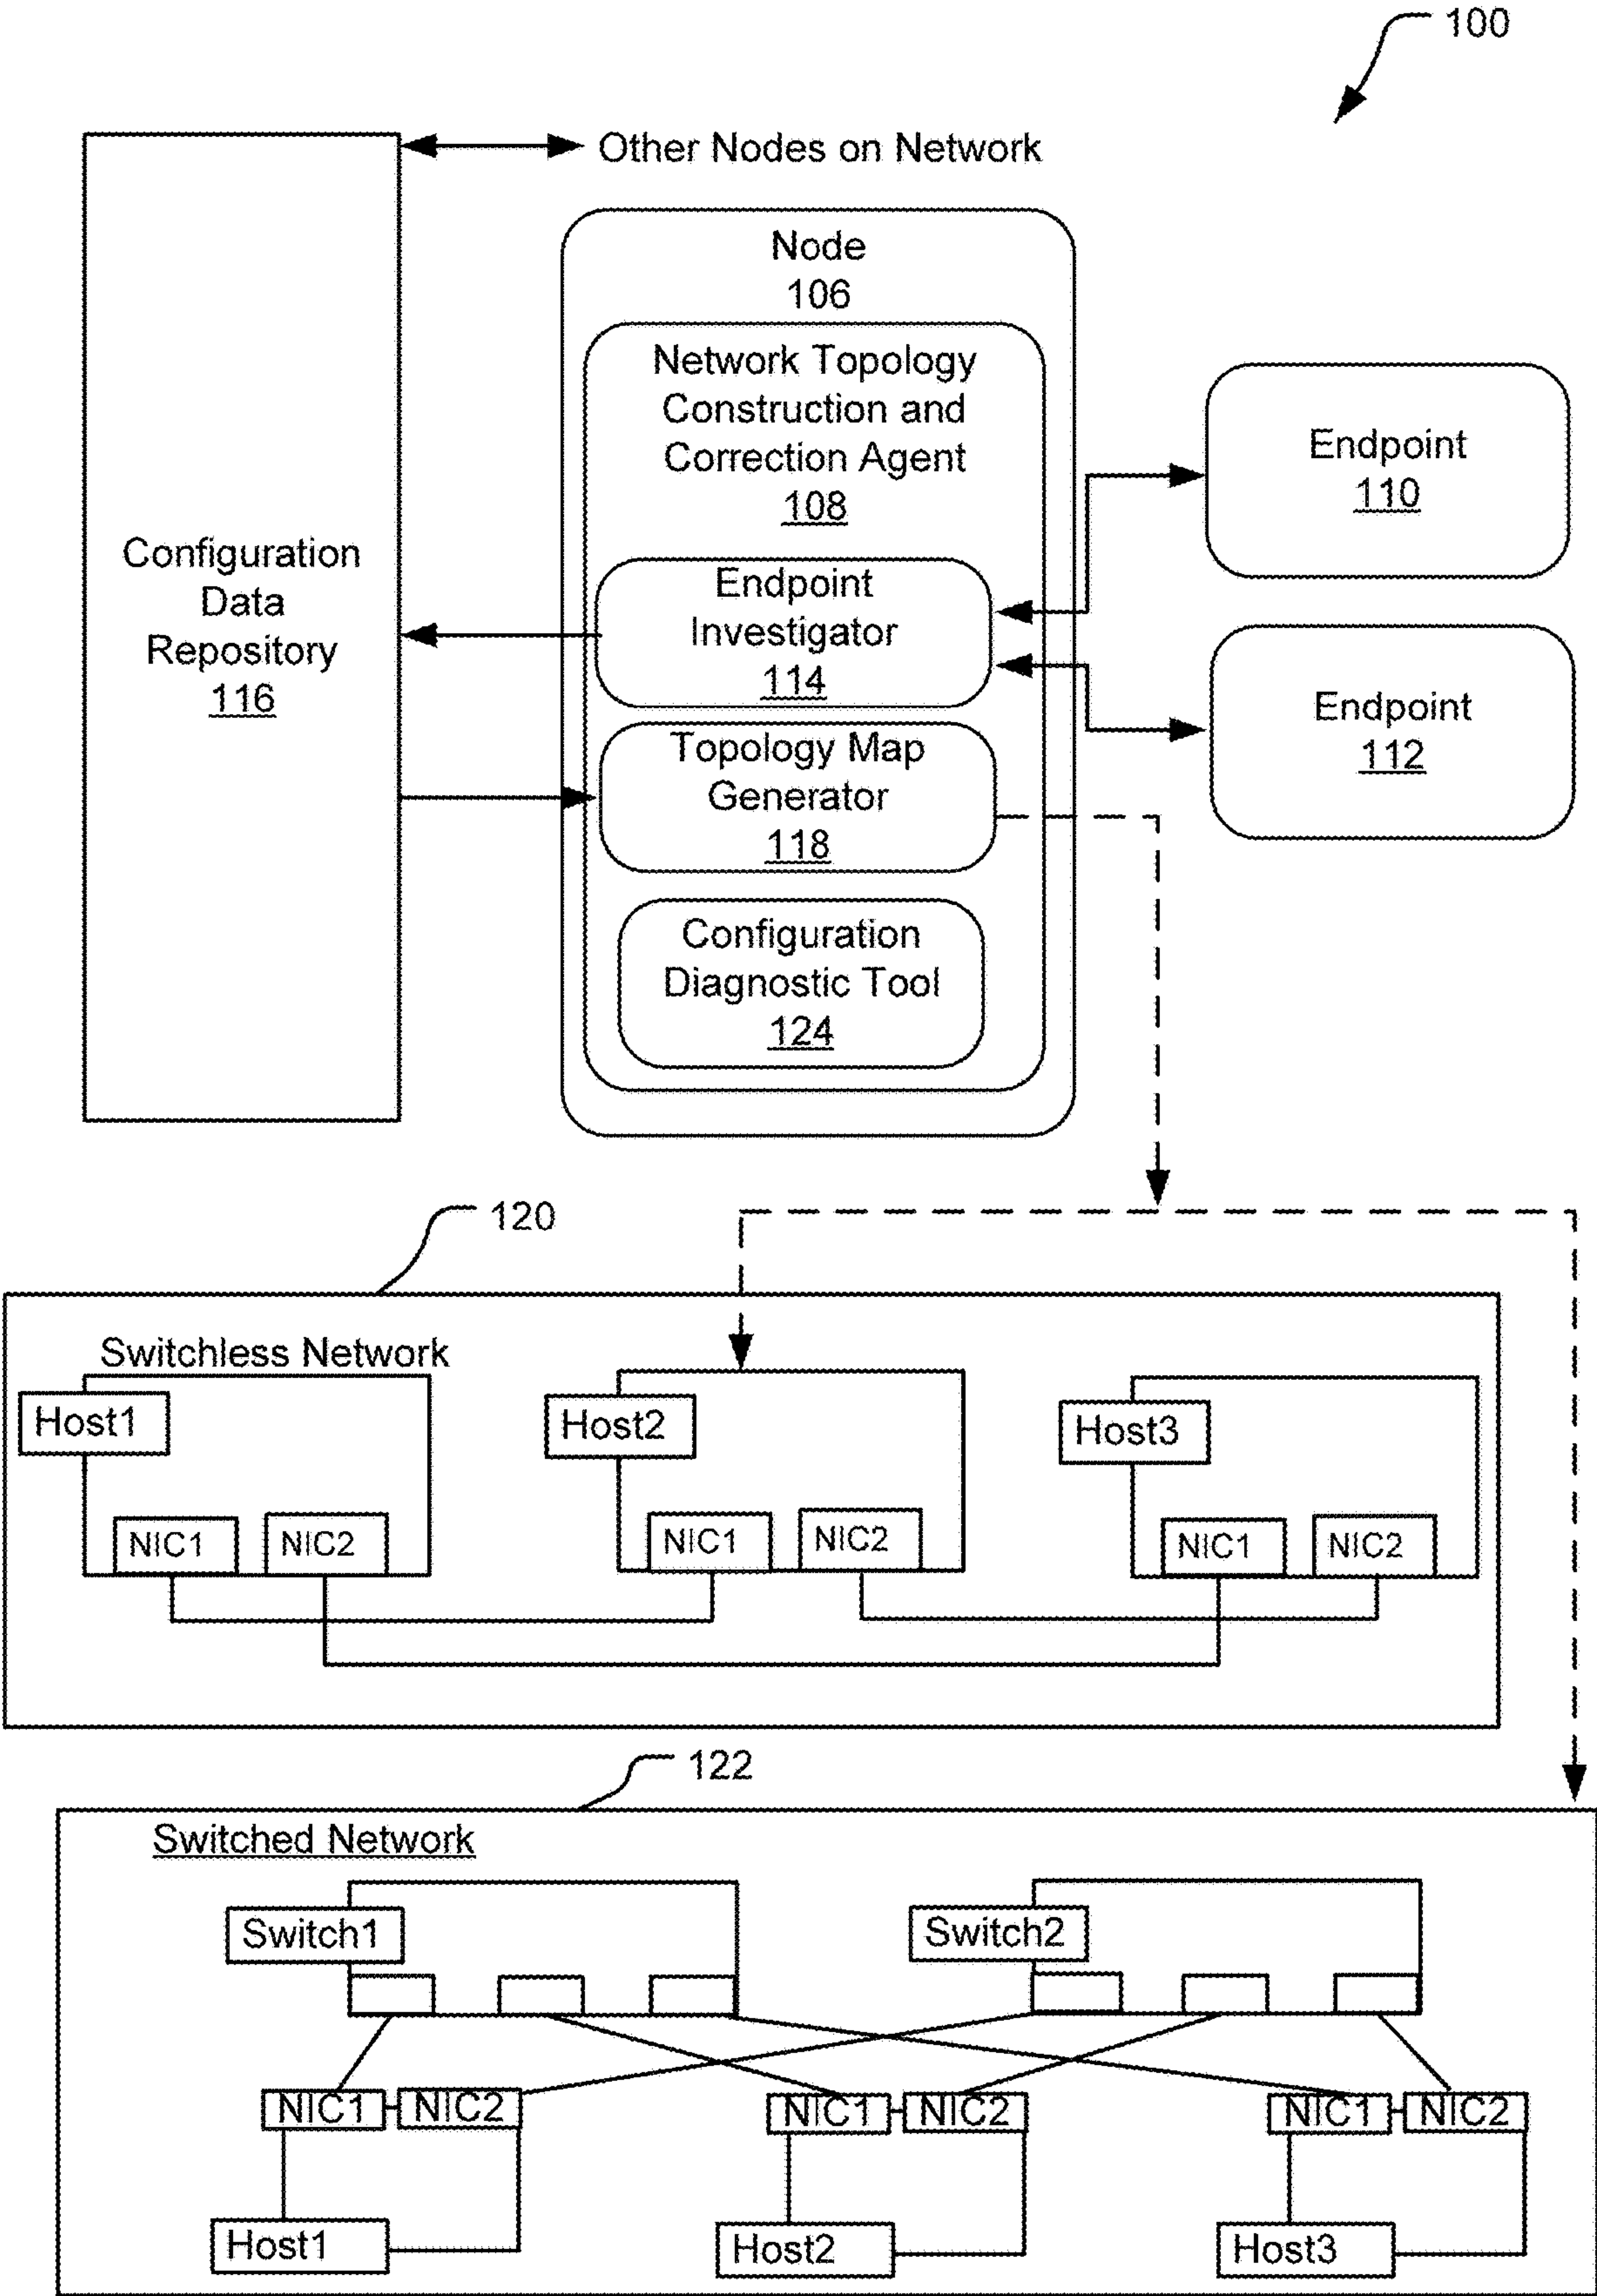 100
Other Nodes on Network
Node
106
Network Topology
Construction and
Correction Agent
108
Endpoint
110
Configuration
Data
Repository
116
Endpoint
Investigator
114
Endpoint
112
Topology Map
Generator
118
Configuration
Diagnostic Tool
124
120
Switchless Network
Host1
Host2
Host3
NIC1
NIC2
NIC1
NIC2
NIC1
NIC2
122
Switched Network
Switch1
Switch2
NIC1
NIC2
NIC1
NIC2
NIC1
NIC2
Host1
Host2
Host3